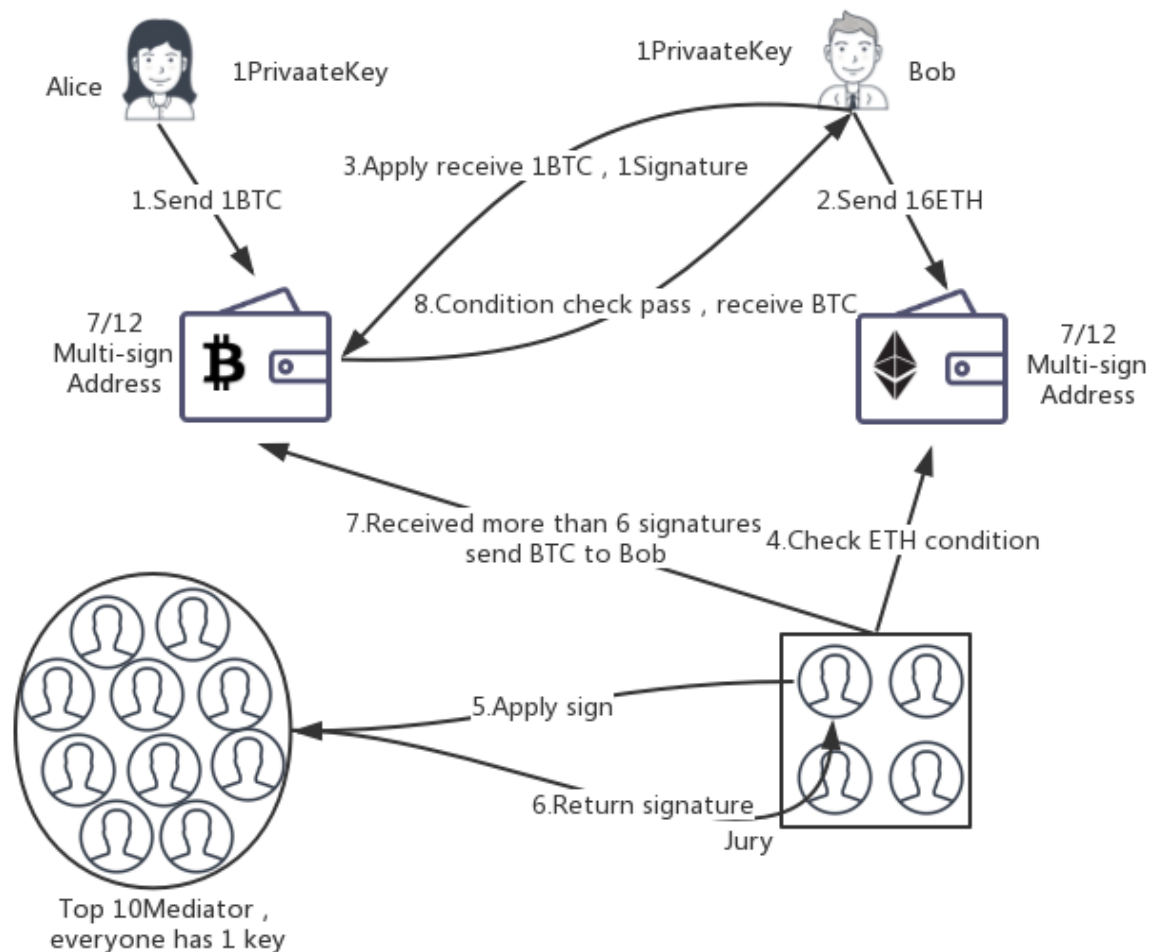 Alice
1PrivaateKey
1PrivaateKey
Bob
3.Apply receive 1BTC , 1Signature
1.Send 1BTC
2.Send 16ETH
8.Condition check pass , receive BTC
7/12
Multi-sign
Address
7/12
Multi-sign
Address
7.Received more than 6 signatures
send BTC to Bob
4.Check ETH condition
5.Apply sign
6.Return signature
Jury
Top 10Mediator ,
everyone has 1 key